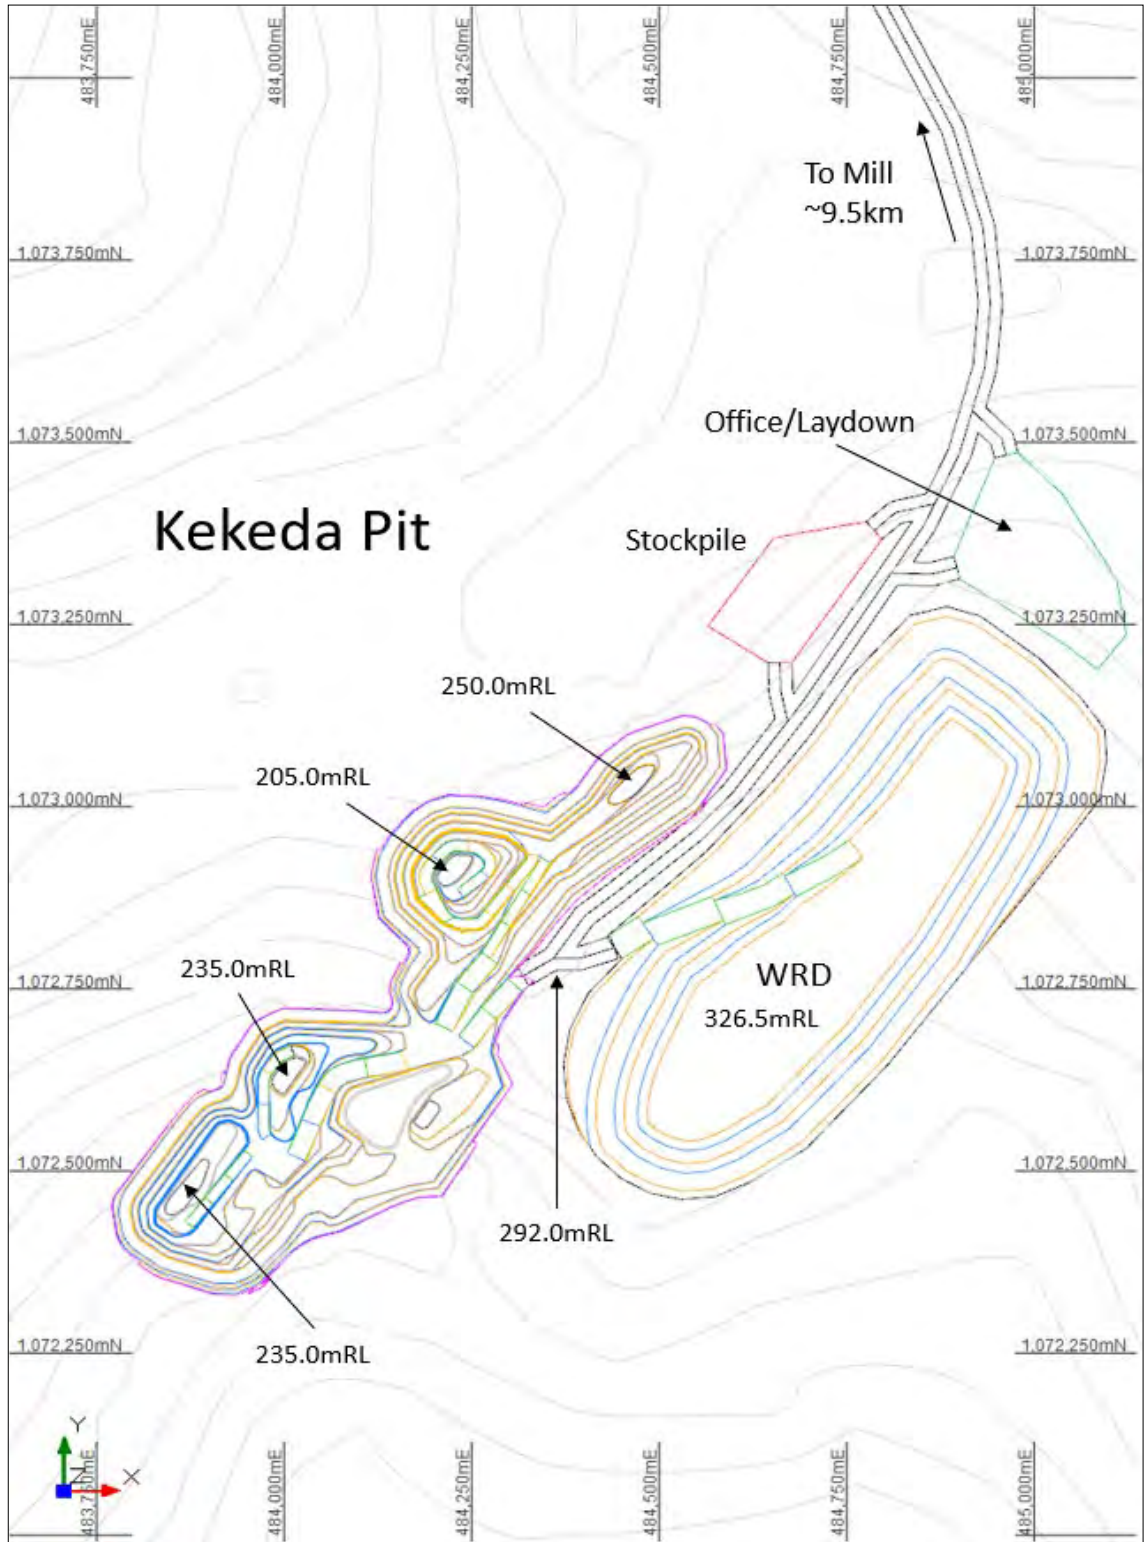 483,750mE
484,000mE
484,250mE
484,500mE
484,750mE
485,000mE
To Mill
~9.5km
1,073,750mN
1,073,750mN
Office/Laydown
1,073,500mN
1,073,500mN
Kekeda Pit
Stockpile
1,073,250mN
1,073,250mN
250.0mRL
205.0mRL
1,073,000mN
1,073,000mN
235.0mRL
WRD
326.5mRL
1,072,750mN
1,072,750mN
1,072,500mN
1,072,500mN
292.0mRL
235.0mRL
1,072,250mN
1,072,250mN
Y
Z
X
483,750mE
484,000mE
484,250mE
484,500mE
484,750mE
485,000mE